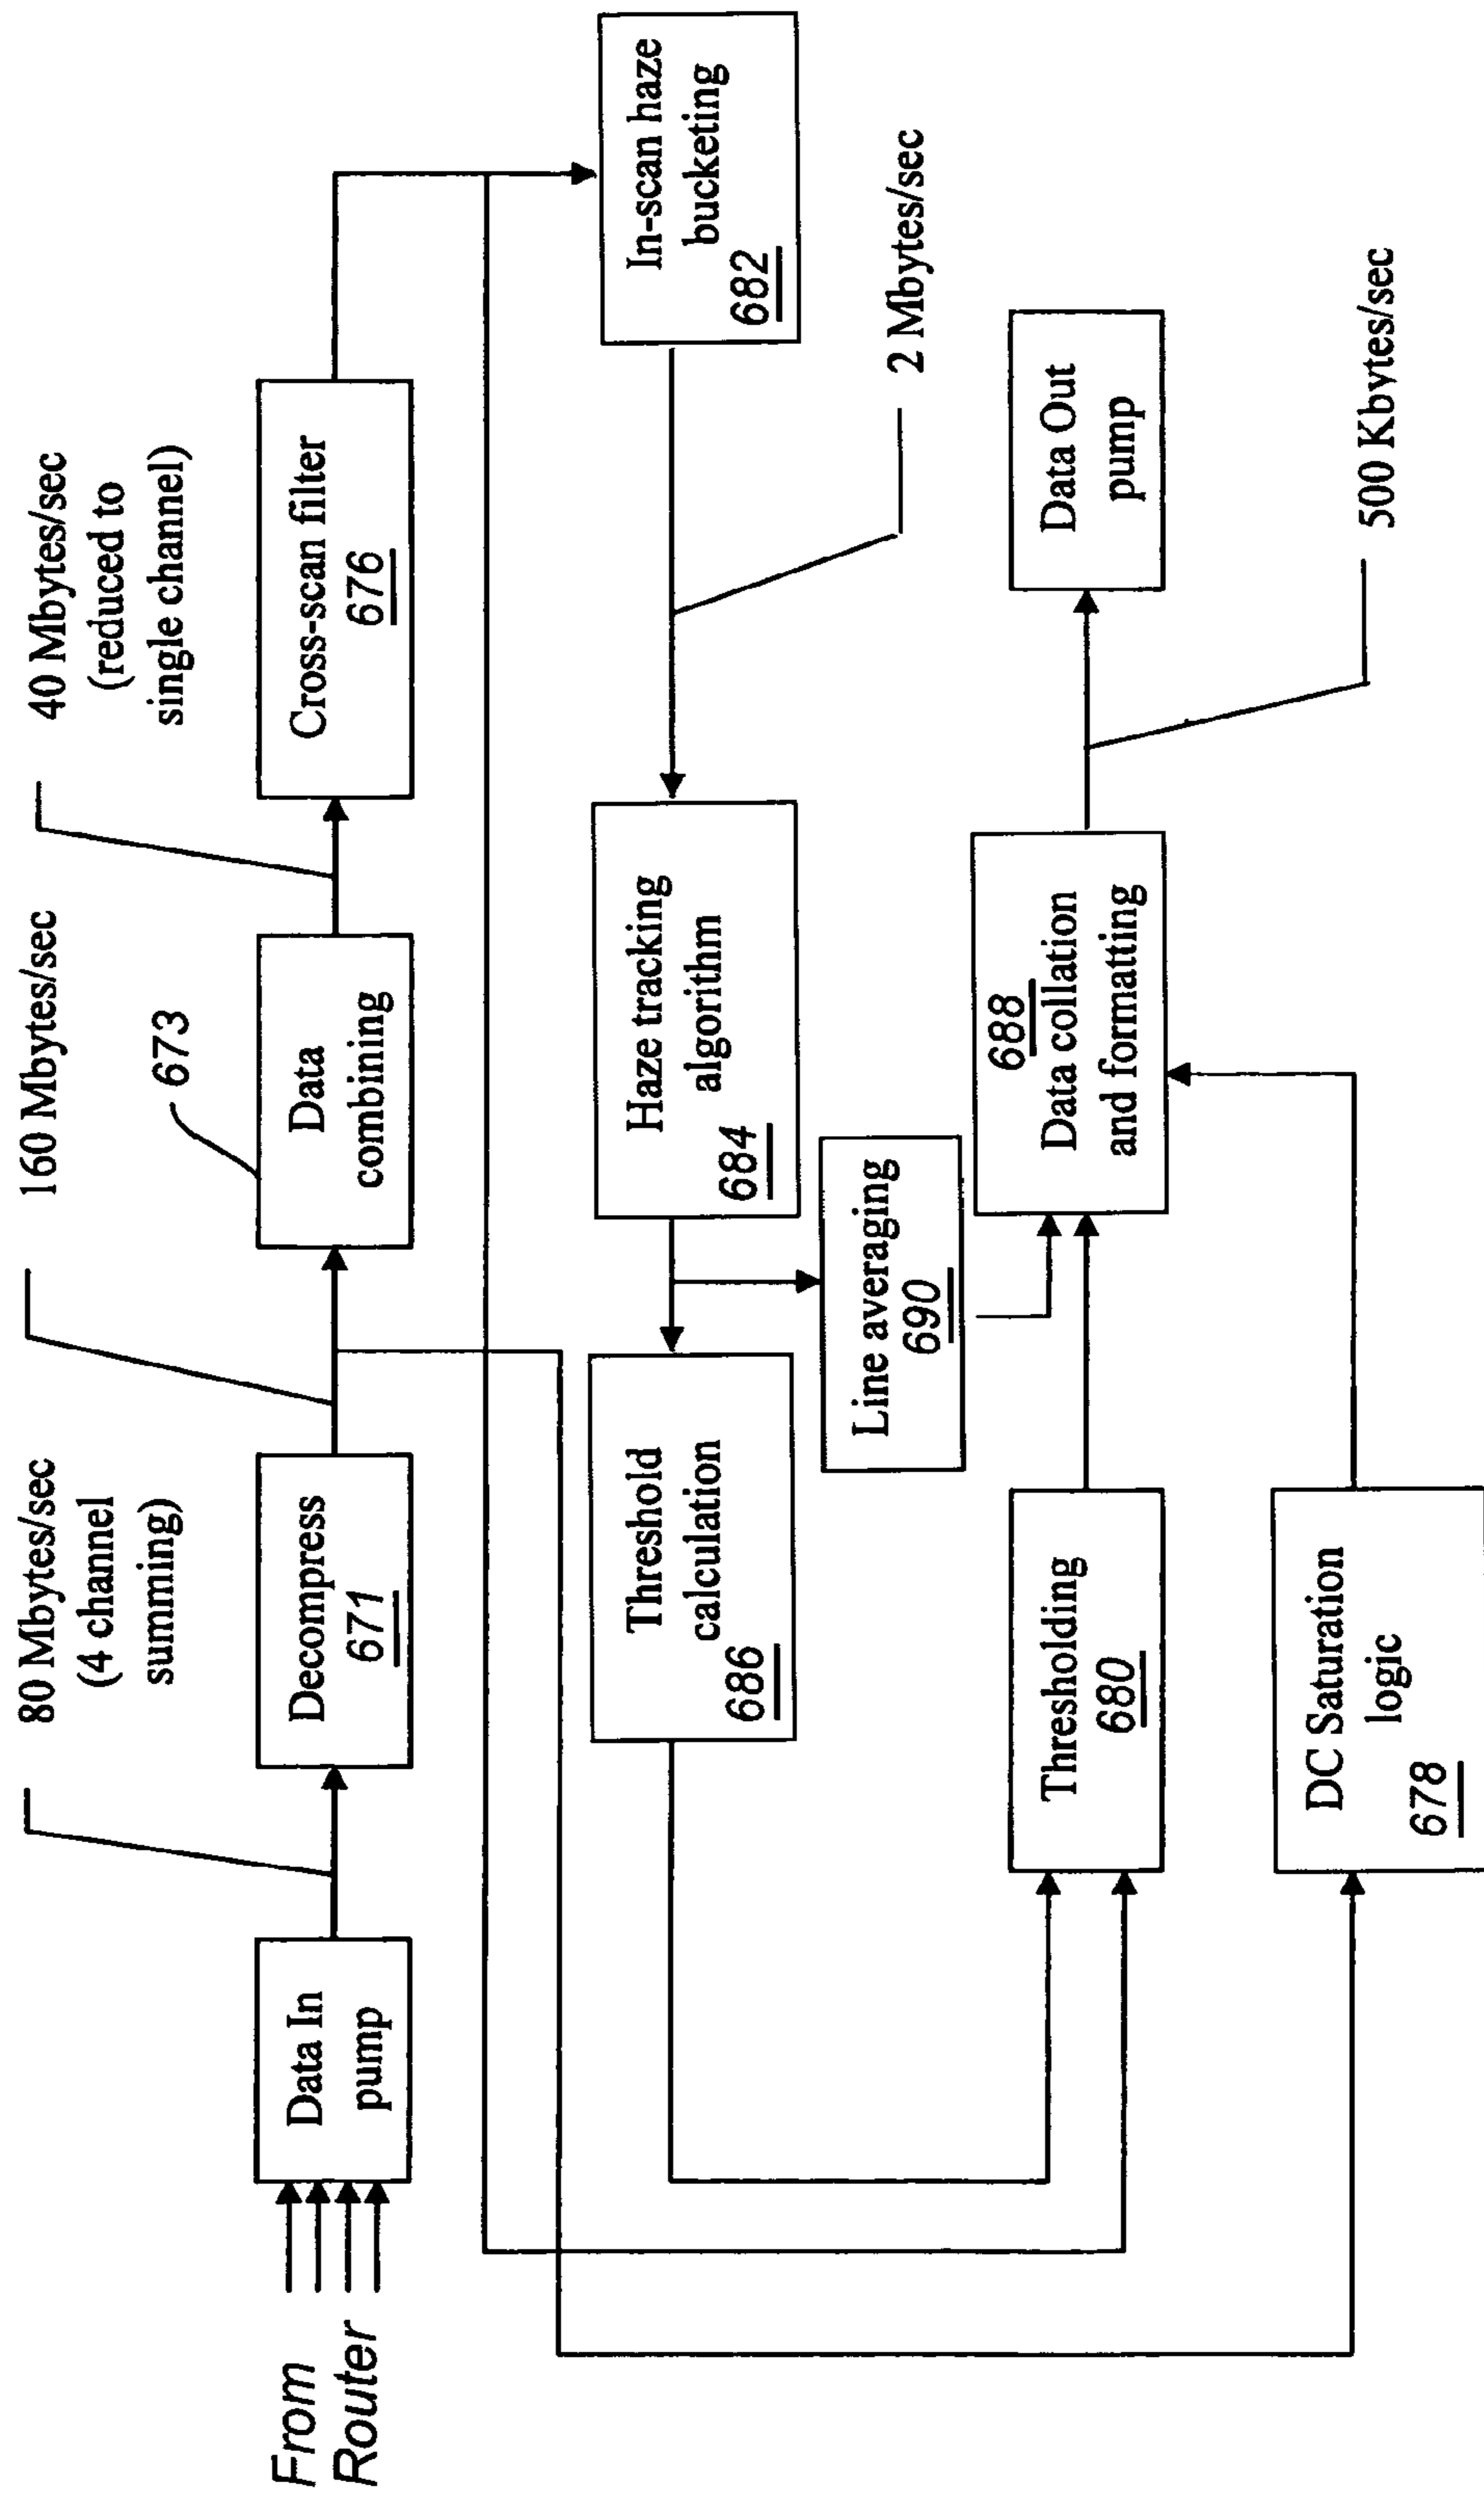 80 Mbytes/sec
(4 channel
summing)
160 Mbytes/sec
40 Mbytes/sec
(reduced to
single channel)
673
From
Router
Data In
pump
Decompress
671
Data
combining
Cross-scan filter
676
In-scan haze
bucketing
682
Threshold
calculation
686
Haze tracking
algorithm
684
Line averaging
690
2 Mbytes/sec
Thresholding
680
688
Data collation
and formatting
Data Out
pump
DC Saturation
logic
678
500 Kbytes/sec